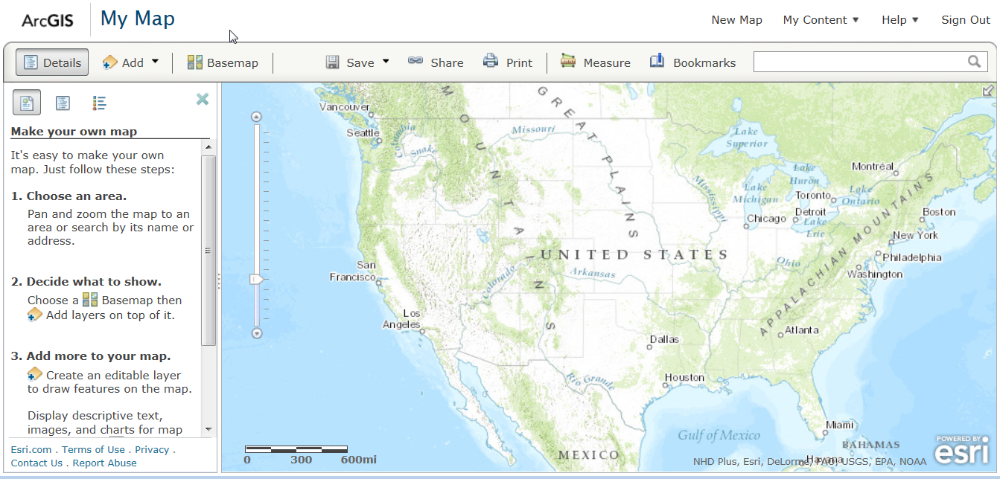 ArcGIS
My Map
New Map
My Content
Help
Sign Out
Details
Add
Basemap
Save
Share
Print
Measure
Bookmarks
Make your own map
It's easy to make your own
map. Just follow these steps:
1. Choose an area.
Pan and zoom the map to an
area or search by its name or
address.
2. Decide what to show.
Choose a Basemap then
Add layers on top of it.
3. Add more to your map.
Create an editable layer
to draw features on the map.
Display descriptive text,
images, and charts for map
Esri.com . Terms of Use . Privacy .
Contact Us . Report Abuse
Vancouver
Seattle
Columbia
Snake
MOUNTAINS
Missouri
GREAT PLAINS
Mississippi
Lake
Superior
Lake
Michigan
Lake
Huron
Lake
Ontario
Lake
Erie
Montréal
Toronto
Detroit
Chicago
Boston
New York
Philadelphia
Washington
APPALACHIAN MOUNTAINS
Ohio
UNITED STATES
Arkansas
Colorado
San
Francisco
Los
Angeles
Atlanta
Dallas
Houston
Rio Grande
Miami
Gulf of Mexico
BAHAMAS
MEXICO
Havana
0 300 600mi
NHD Plus, Esri, DeLorme, PAO, USGS, EPA, NOAA
POWERED BY
esri